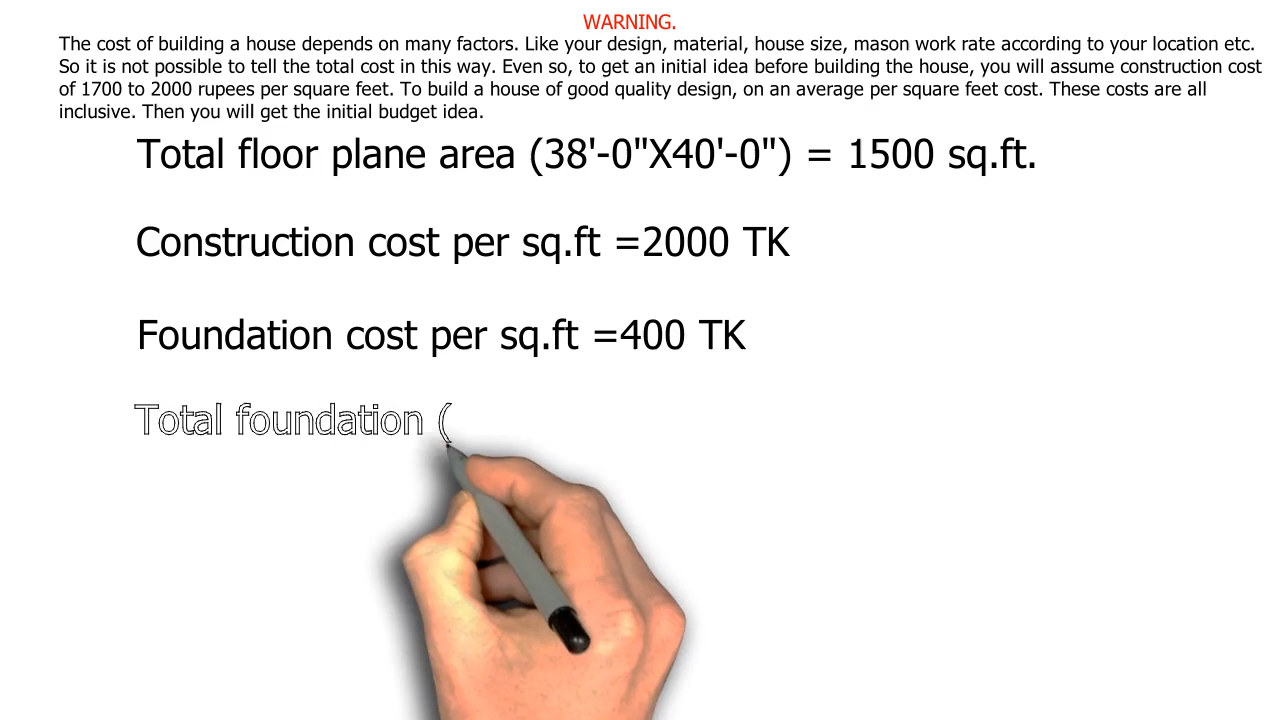 WARNING.
The cost of building a house depends on many factors. Like your design, material, house size, mason work rate according to your location etc.
So it is not possible to tell the total cost in this way. Even so, to get an initial idea before building the house, you will assume construction cost
of 1700 to 2000 rupees per square feet. To build a house of good quality design, on an average per square feet cost. These costs are all
inclusive. Then you will get the initial budget idea.
Total floor plane area (38'-0"X40'-0") = 1500 sq.ft.
Construction cost per sq.ft =2000 TK
Foundation cost per sq.ft =400 TK
Total foundation (